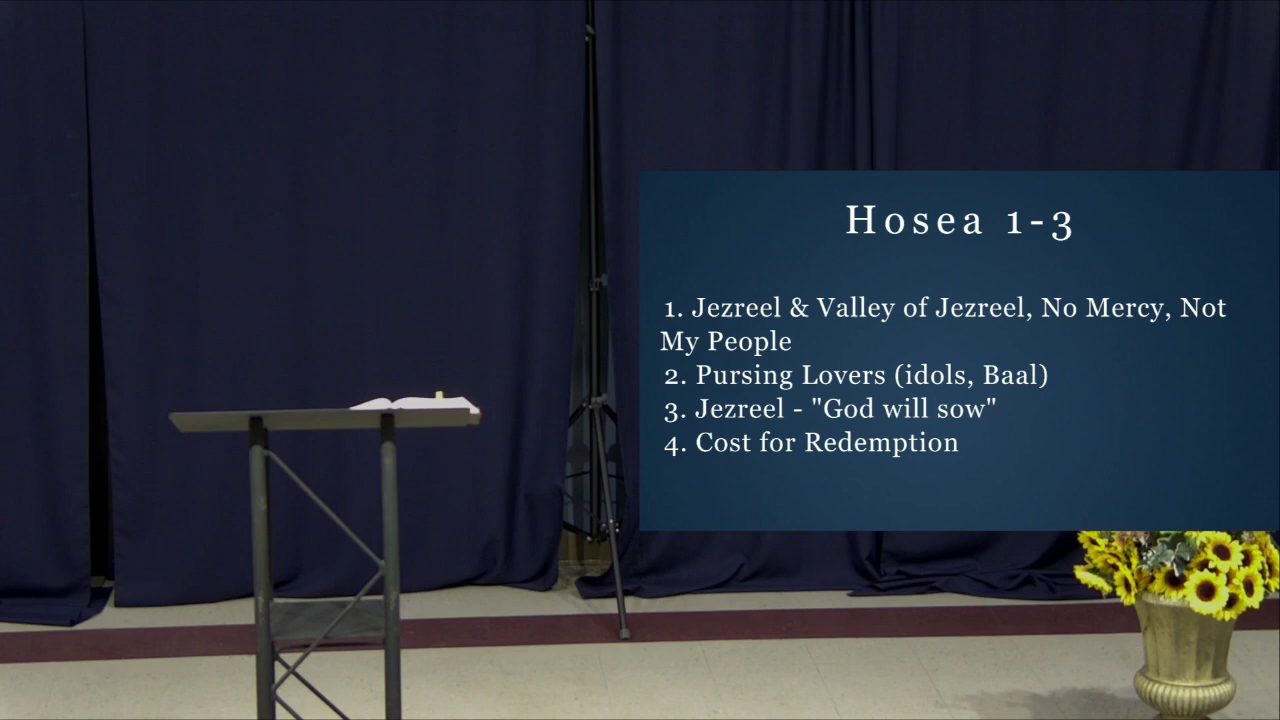 Hosea 1-3
1. Jezreel & Valley of Jezreel, No Mercy, Not
My People
2. Pursing Lovers (idols, Baal)
3. Jezreel - "God will sow"
4. Cost for Redemption